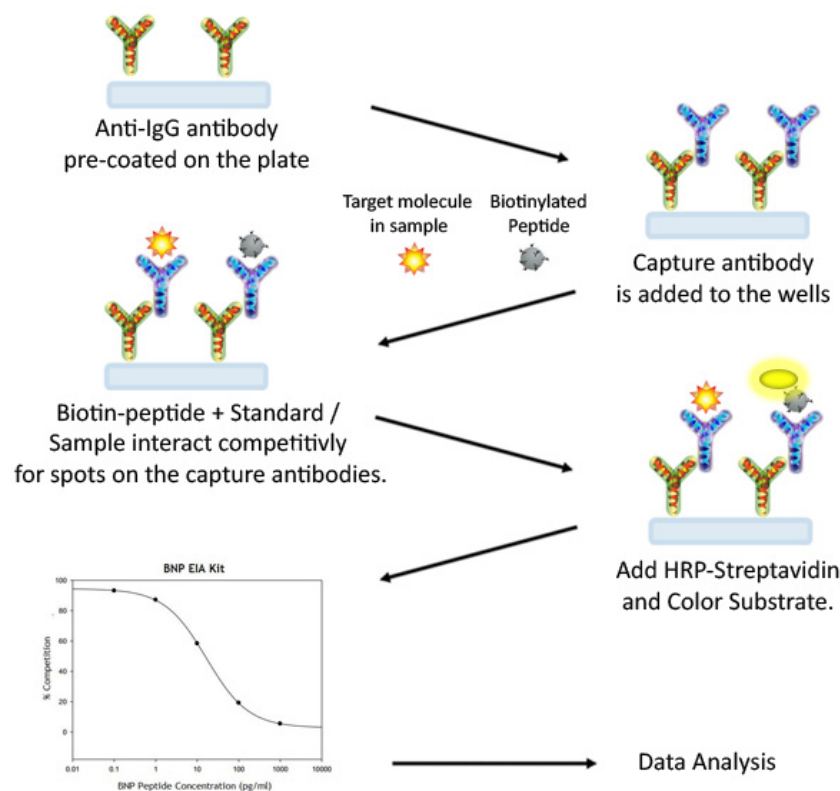 Anti-IgG antibody
pre-coated on the plate
Capture antibody
is added to the wells
Target molecule
in sample
Biotinylated
Peptide
Biotin-peptide + Standard /
Sample interact competitivly
for spots on the capture antibodies.
Add HRP-Streptavidin
and Color Substrate.
BNP EIA Kit
% Competition
100
80
60
40
20
0
0.01 0.1 1 10 100 1000 10000
BNP Peptide Concentration (pg/ml)
Data Analysis